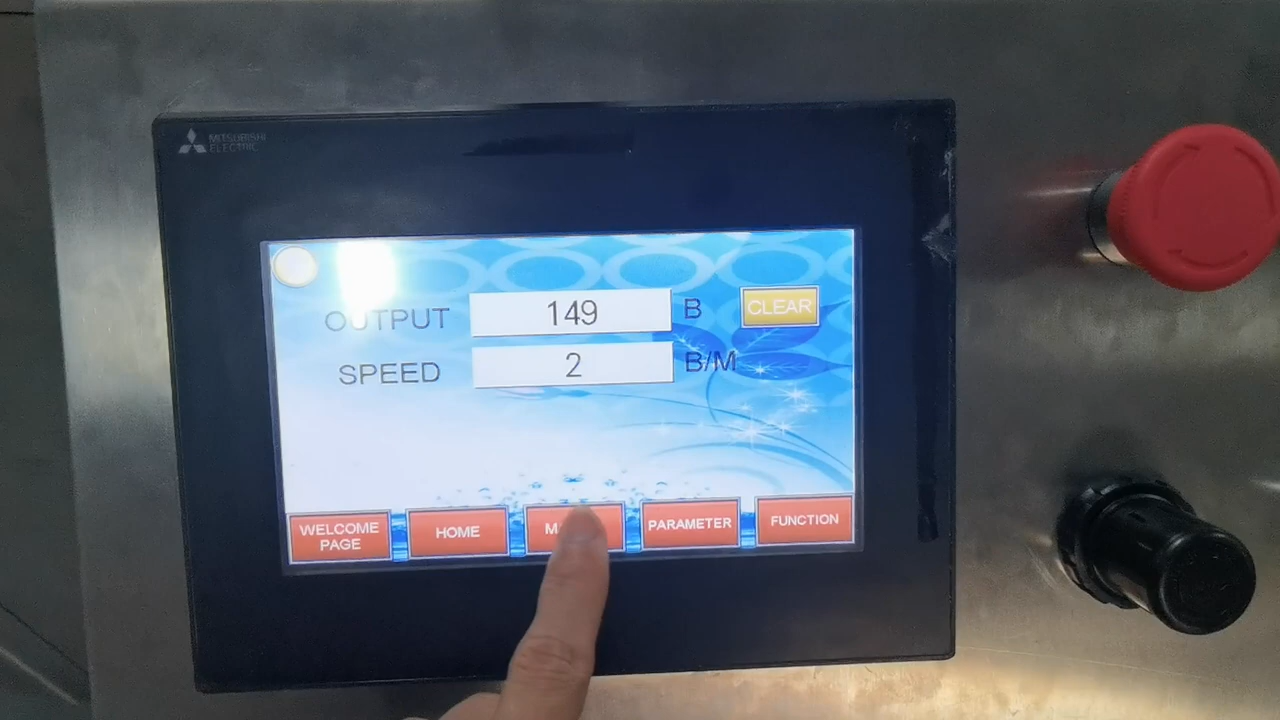 MITSUBISHI
ELECTRIC
OUTPUT 149 B CLEAR
SPEED 2 B/M
WELCOME
PAGE
HOME
PARAMETER
FUNCTION